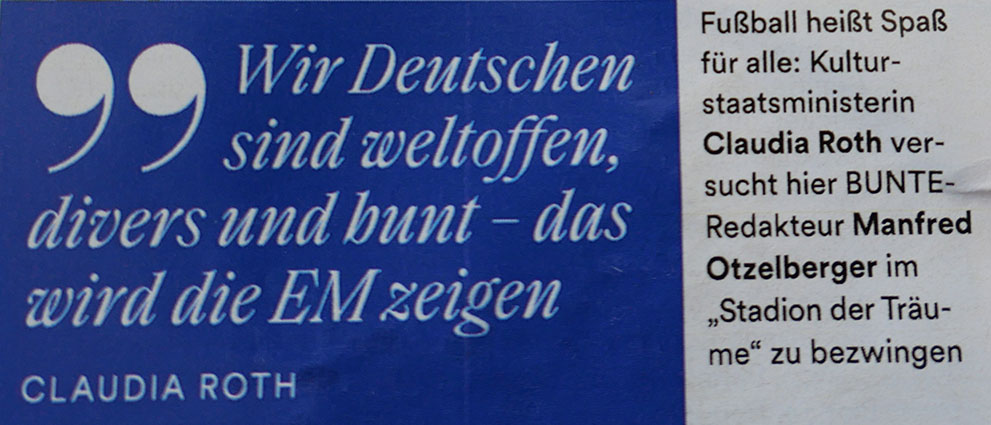 ”Wir Deutschen
sind weltoffen,
divers und bunt – das
wird die EM zeigen
CLAUDIA ROTH
Fußball heißt Spaß
für alle: Kultur-
staatsministerin
Claudia Roth ver-
sucht hier BUNTE-
Redakteur Manfred
Otzelberger im
„Stadion der Träu-
me“ zu bezwingen